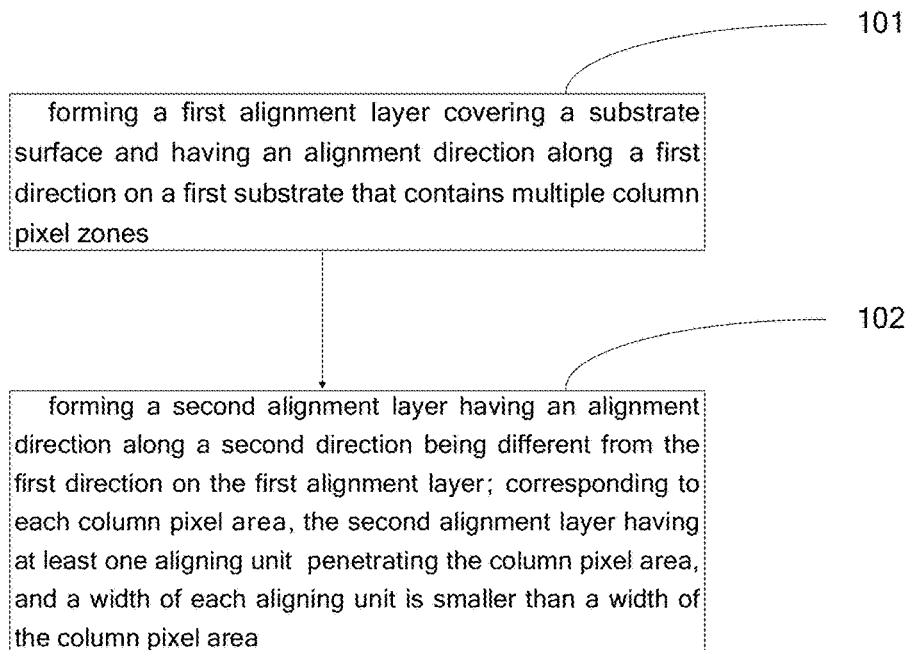 101
forming a first alignment layer covering a substrate
surface and having an alignment direction along a first
direction on a first substrate that contains multiple column
pixel zones
102
forming a second alignment layer having an alignment
direction along a second direction being different from the
first direction on the first alignment layer; corresponding to
each column pixel area, the second alignment layer having
at least one aligning unit penetrating the column pixel area,
and a width of each aligning unit is smaller than a width of
the column pixel area